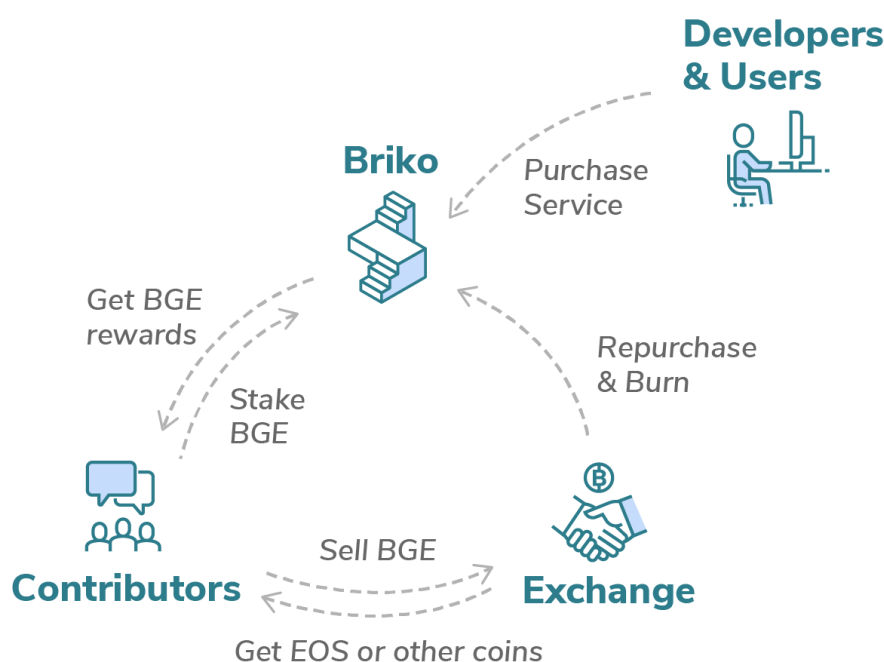 Developers
& Users
Briko
Purchase
Service
Get BGE
rewards
Repurchase
& Burn
Stake
BGE
Sell BGE
Contributors
Exchange
Get EOS or other coins